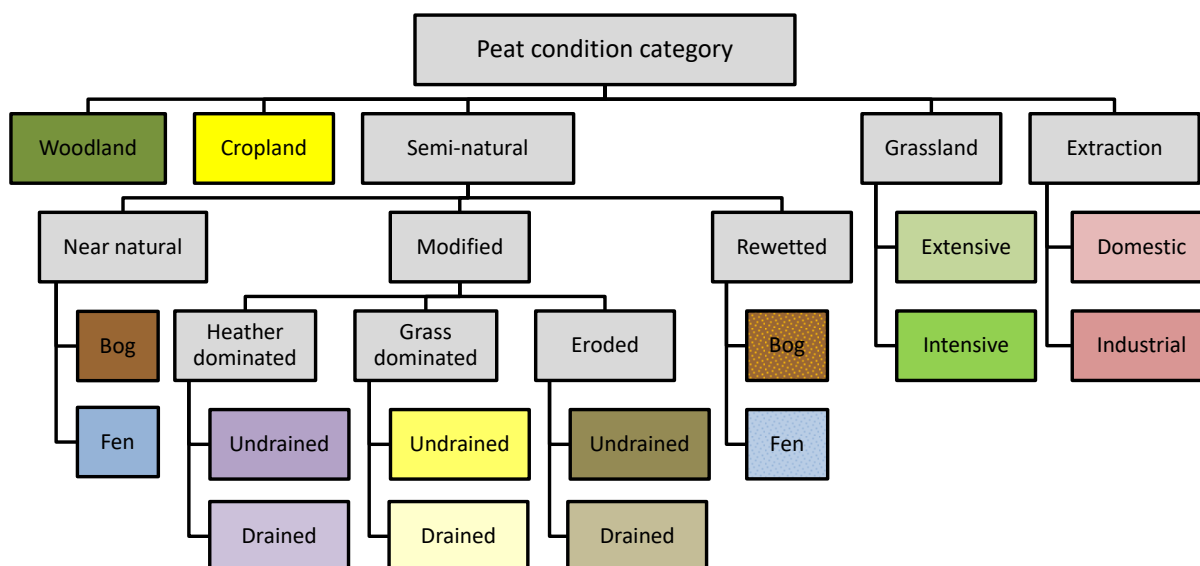 Peat condition category
Woodland
Cropland
Semi-natural
Grassland
Extraction
Near natural
Modified
Rewetted
Extensive
Domestic
Heather
dominated
Grass
dominated
Eroded
Bog
Bog
Intensive
Industrial
Fen
Undrained
Undrained
Undrained
Fen
Drained
Drained
Drained